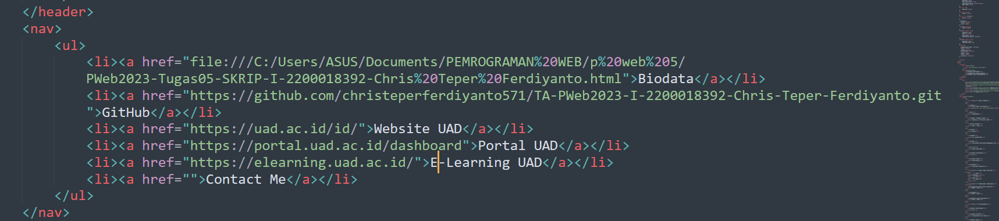 </header>
<nav>
<ul>
<li><a href="file:///C:/Users/ASUS/Documents/PEMROGRAMAN%20WEB/p%20web%205/
PWeb2023-Tugas05-SKRIP-I-2200018392-Chris%20Teper%20Ferdiyanto.html">Biodata</a></li>
<li><a href="https://github.com/christeperferdiyanto571/TA-PWeb2023-I-2200018392-Chris-Teper-Ferdiyanto.git
">GitHub</a></li>
<li><a href="https://uad.ac.id/id/">Website UAD</a></li>
<li><a href="https://portal.uad.ac.id/dashboard">Portal UAD</a></li>
<li><a href="https://elearning.uad.ac.id/">E-Learning UAD</a></li>
<li><a href="">Contact Me</a></li>
</ul>
</nav>